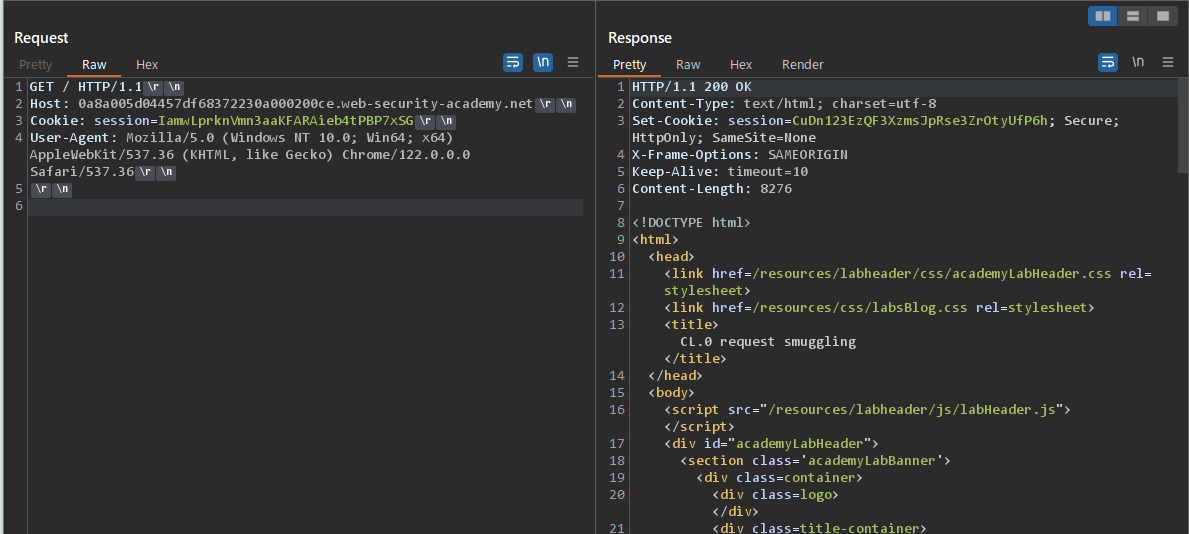 Request
Pretty Raw Hex \n
1 GET / HTTP/1.1 \r \n
2 Host: 0a8a005d04457df68372230a000200ce.web-security-academy.net \r \n
3 Cookie: session=IamwLprknVmn3aaKFARAieb4tPBP7xSG \r \n
4 User-Agent: Mozilla/5.0 (Windows NT 10.0; Win64; x64)
AppleWebKit/537.36 (KHTML, like Gecko) Chrome/122.0.0.0
Safari/537.36 \r \n
5 \r \n
6
Response
Pretty Raw Hex Render \n
1 HTTP/1.1 200 OK
2 Content-Type: text/html; charset=utf-8
3 Set-Cookie: session=CuDn123EzQF3XzmsJpRse3ZrOtyUfP6h; Secure;
HttpOnly; SameSite=None
4 X-Frame-Options: SAMEORIGIN
5 Keep-Alive: timeout=10
6 Content-Length: 8276
7
8 <!DOCTYPE html>
9 <html>
10 <head>
11 <link href=/resources/labheader/css/academyLabHeader.css rel=
stylesheet>
12 <link href=/resources/css/labsBlog.css rel=stylesheet>
13 <title>
CL.0 request smuggling
</title>
14 </head>
15 <body>
16 <script src="/resources/labheader/js/labHeader.js">
</script>
17 <div id="academyLabHeader">
18 <section class='academyLabBanner'>
19 <div class=container>
20 <div class=logo>
</div>
21 <div class=title-container>